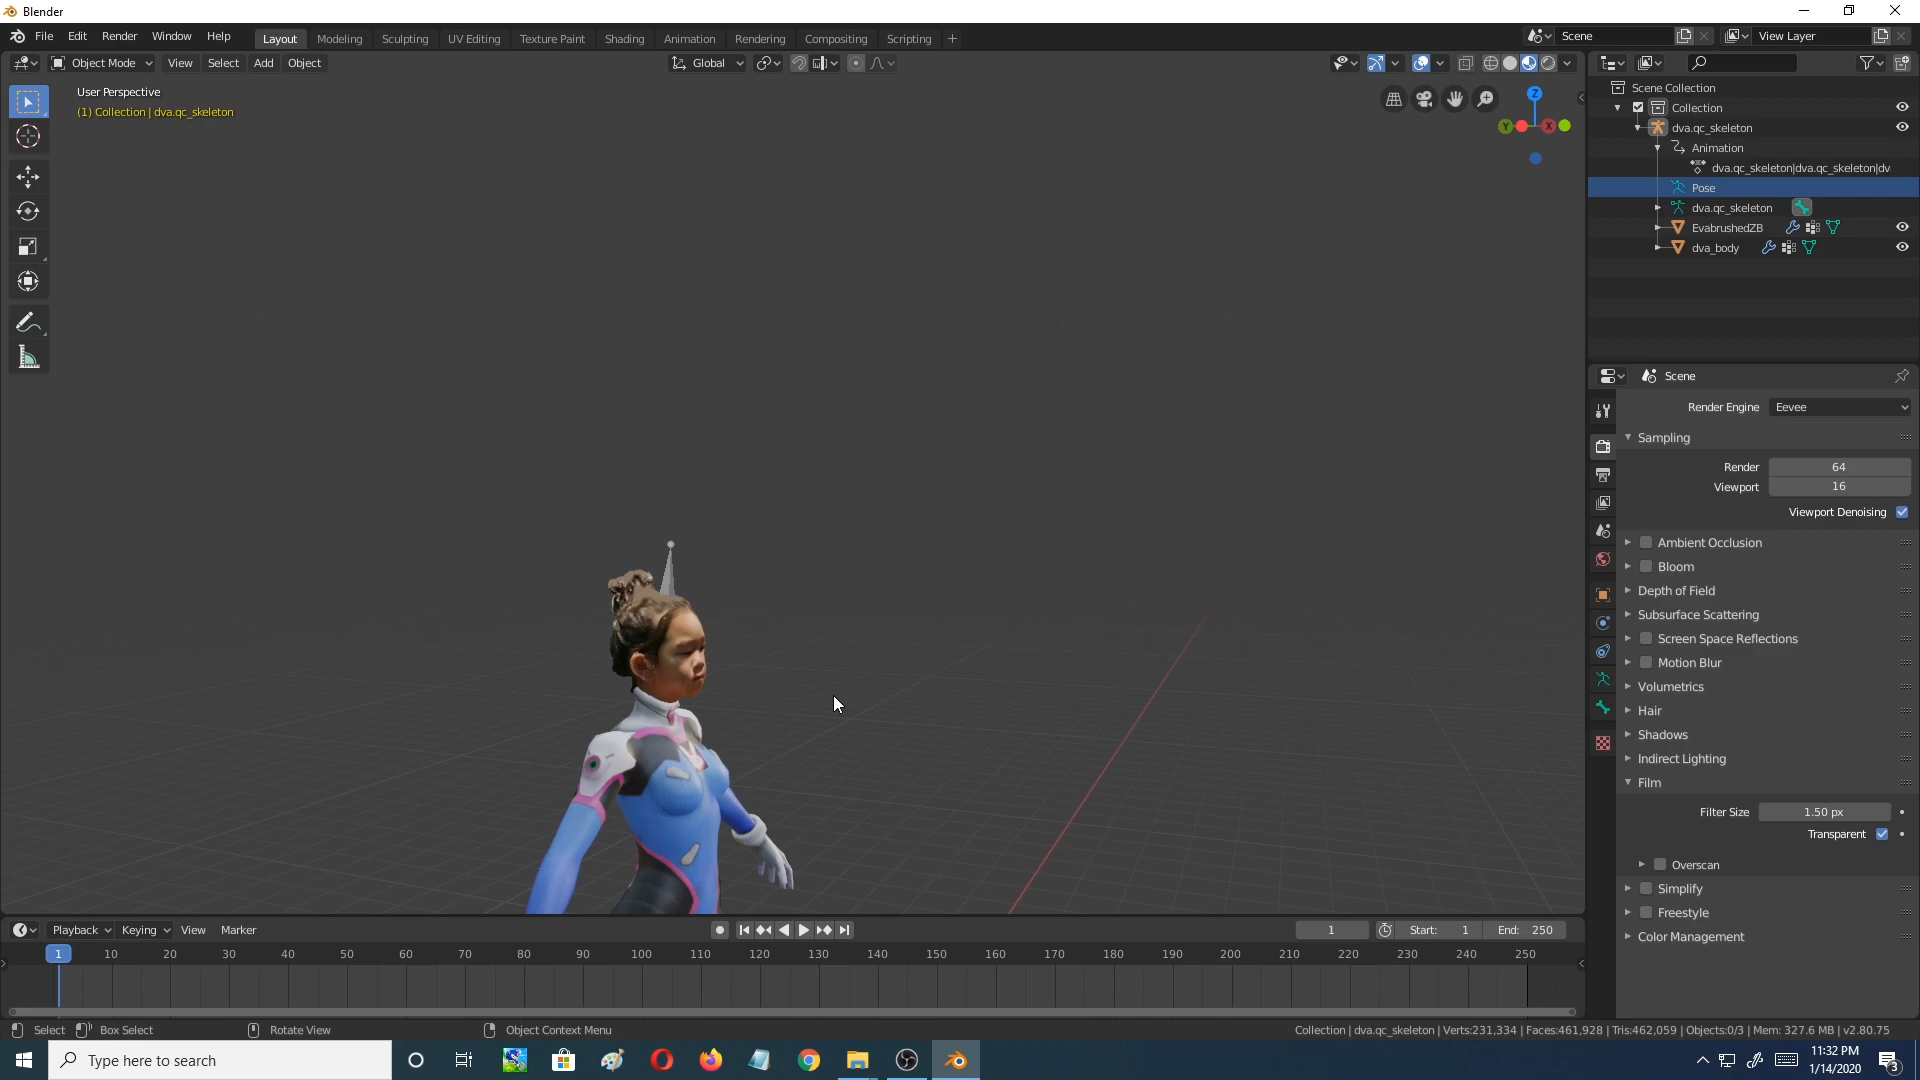 Blender
File Edit Render Window Help
Layout Modeling Sculpting UV Editing Texture Paint Shading Animation Rendering Compositing Scripting +
Scene
View Layer
Object Mode View Select Add Object
Global
User Perspective
(1) Collection | dva.qc_skeleton
Z
Y X
Scene Collection
Collection
dva.qc_skeleton
Animation
dva.qc_skeleton|dva.qc_skeleton|dv
Pose
dva.qc_skeleton
EvabrushedZB
dva_body
Scene
Render Engine Eevee
Sampling
Render 64
Viewport 16
Viewport Denoising
Ambient Occlusion
Bloom
Depth of Field
Subsurface Scattering
Screen Space Reflections
Motion Blur
Volumetrics
Hair
Shadows
Indirect Lighting
Film
Filter Size 1.50 px
Transparent
Overscan
Simplify
Freestyle
Color Management
Playback Keying View Marker
1 Start: 1 End: 250
1 10 20 30 40 50 60 70 80 90 100 110 120 130 140 150 160 170 180 190 200 210 220 230 240 250
Select Box Select Rotate View Object Context Menu
Collection | dva.qc_skeleton | Verts:231,334 | Faces:461,928 | Tris:462,059 | Objects:0/3 | Mem: 327.6 MB | v2.80.75
Type here to search
11:32 PM
1/14/2020
3